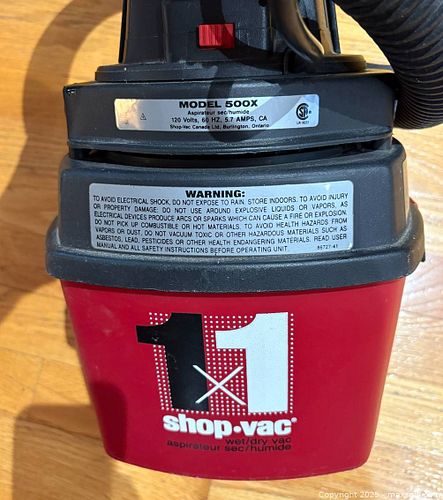 MODEL 500X
Aspirateur sec/humide
120 Volts, 60 HZ, 5.7 AMPS, CA
Shop-Vac Canada Ltd, Burlington, Ontario
WARNING:
TO AVOID ELECTRICAL SHOCK, DO NOT EXPOSE TO RAIN. STORE INDOORS. TO AVOID INJURY
OR PROPERTY DAMAGE: DO NOT USE AROUND EXPLOSIVE LIQUIDS OR VAPORS, AS
ELECTRICAL DEVICES PRODUCE ARCS OR SPARKS WHICH CAN CAUSE A FIRE OR EXPLOSION.
DO NOT PICK UP COMBUSTIBLE OR HOT MATERIALS. TO AVOID HEALTH HAZARDS FROM
VAPORS OR DUST, DO NOT VACUUM TOXIC OR OTHER HAZARDOUS MATERIALS SUCH AS
ASBESTOS, LEAD, PESTICIDES OR OTHER HEALTH ENDANGERING MATERIALS. READ USER
MANUAL AND ALL SAFETY INSTRUCTIONS BEFORE OPERATING UNIT.
1x1
shop·vac®
wet/dry vac
aspirateur sec/humide
Copyright 2025